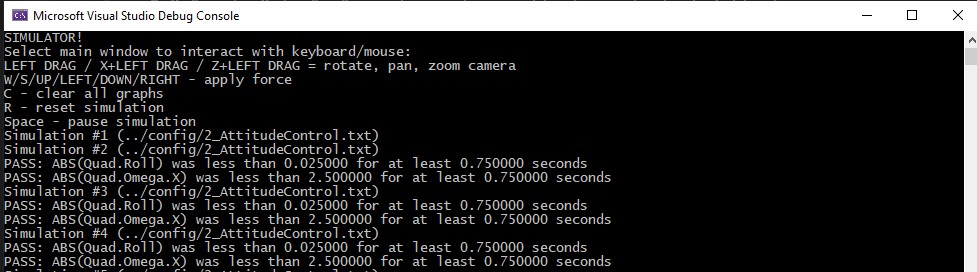 Microsoft Visual Studio Debug Console
SIMULATOR!
Select main window to interact with keyboard/mouse:
LEFT DRAG / X+LEFT DRAG / Z+LEFT DRAG = rotate, pan, zoom camera
W/S/UP/LEFT/DOWN/RIGHT - apply force
C - clear all graphs
R - reset simulation
Space - pause simulation
Simulation #1 (../config/2_AttitudeControl.txt)
Simulation #2 (../config/2_AttitudeControl.txt)
PASS: ABS(Quad.Roll) was less than 0.025000 for at least 0.750000 seconds
PASS: ABS(Quad.Omega.X) was less than 2.500000 for at least 0.750000 seconds
Simulation #3 (../config/2_AttitudeControl.txt)
PASS: ABS(Quad.Roll) was less than 0.025000 for at least 0.750000 seconds
PASS: ABS(Quad.Omega.X) was less than 2.500000 for at least 0.750000 seconds
Simulation #4 (../config/2_AttitudeControl.txt)
PASS: ABS(Quad.Roll) was less than 0.025000 for at least 0.750000 seconds
PASS: ABS(Quad.Omega.X) was less than 2.500000 for at least 0.750000 seconds